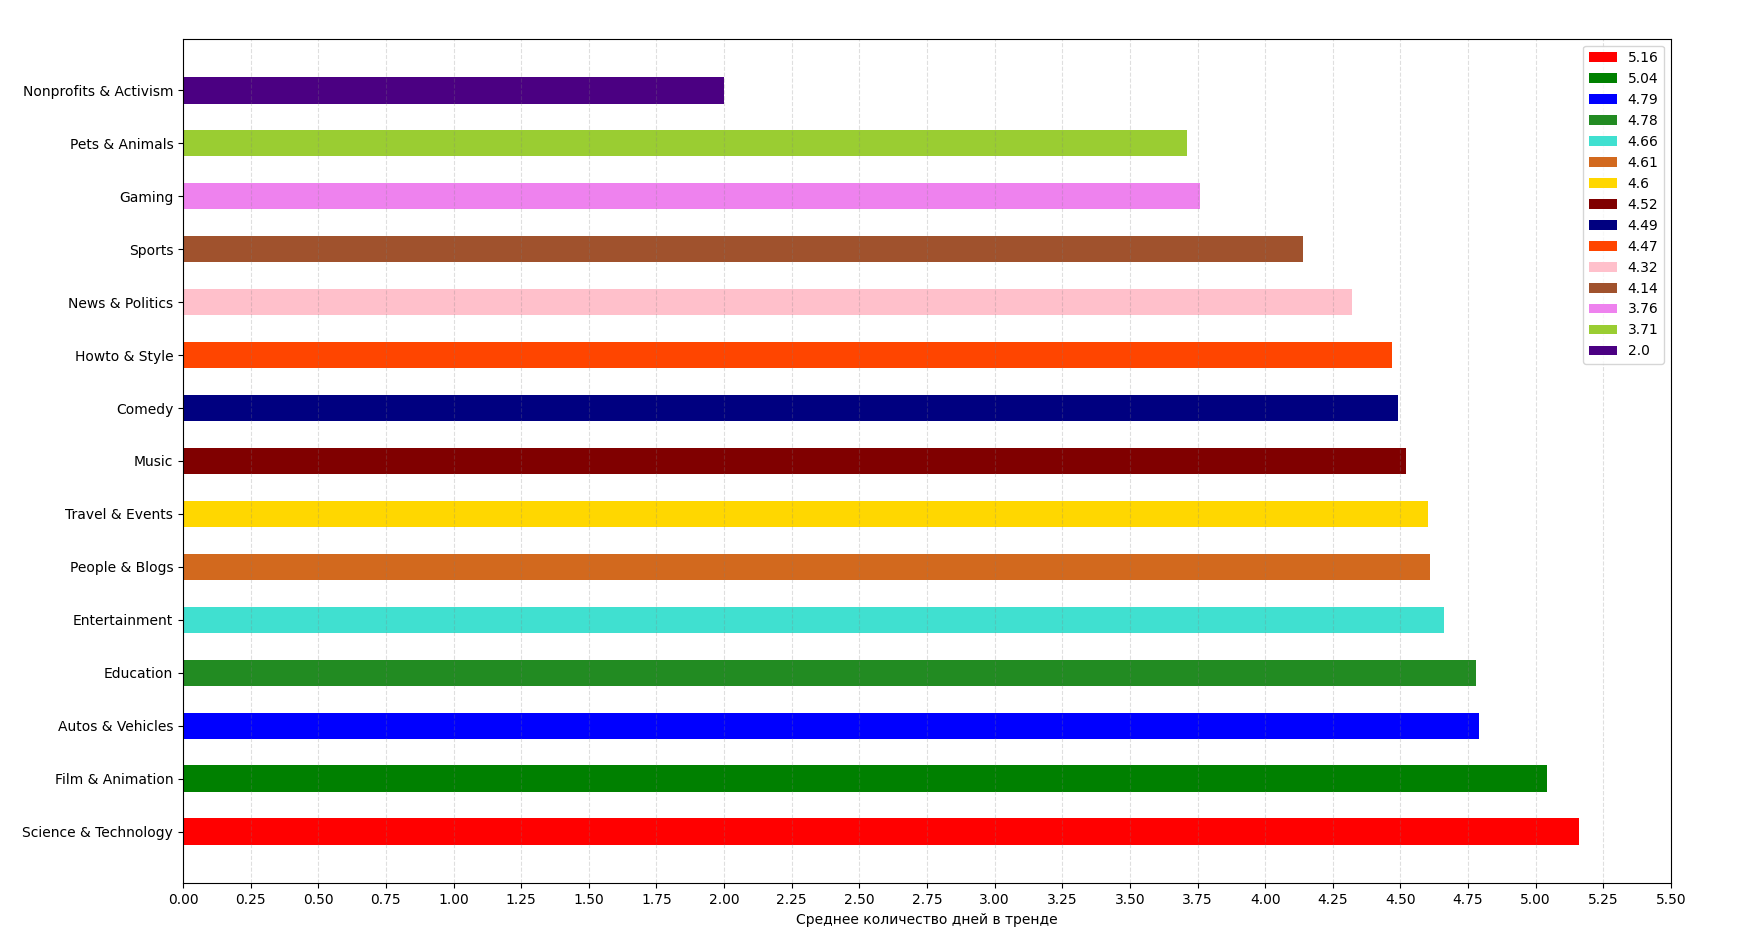 Nonprofits & Activism
Pets & Animals
Gaming
Sports
News & Politics
Howto & Style
Comedy
Music
Travel & Events
People & Blogs
Entertainment
Education
Autos & Vehicles
Film & Animation
Science & Technology
5.16
5.04
4.79
4.78
4.66
4.61
4.6
4.52
4.49
4.47
4.32
4.14
3.76
3.71
2.0
0.00 0.25 0.50 0.75 1.00 1.25 1.50 1.75 2.00 2.25 2.50 2.75 3.00 3.25 3.50 3.75 4.00 4.25 4.50 4.75 5.00 5.25 5.50
Среднее количество дней в тренде